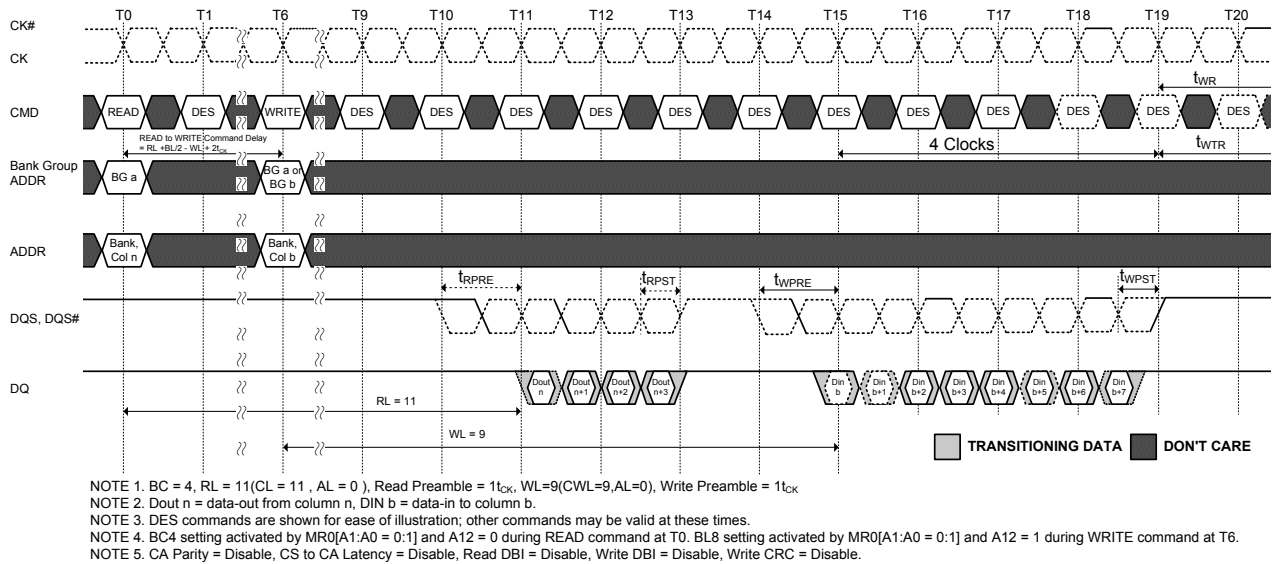 T0 T1 T6 T9 T10 T11 T12 T13 T14 T15 T16 T17 T18 T19 T20
CK#
CK
tWR
CMD READ DES WRITE DES DES DES DES DES DES DES DES DES DES DES DES
READ to WRITE Command Delay
= RL +BL/2 - WL + 2tCK
4 Clocks
tWTR
Bank Group
ADDR
BG a
BG a or
BG b
ADDR
Bank,
Col n
Bank,
Col b
tRPRE tRPST tWPRE tWPST
DQS, DQS#
DQ
Dout
n
Dout
n+1
Dout
n+2
Dout
n+3
Din
b
Din
b+1
Din
b+2
Din
b+3
Din
b+4
Din
b+5
Din
b+6
Din
b+7
RL = 11
WL = 9
TRANSITIONING DATA DON'T CARE
NOTE 1. BC = 4, RL = 11(CL = 11 , AL = 0 ), Read Preamble = 1tCK, WL=9(CWL=9,AL=0), Write Preamble = 1tCK
NOTE 2. Dout n = data-out from column n, DIN b = data-in to column b.
NOTE 3. DES commands are shown for ease of illustration; other commands may be valid at these times.
NOTE 4. BC4 setting activated by MR0[A1:A0 = 0:1] and A12 = 0 during READ command at T0. BL8 setting activated by MR0[A1:A0 = 0:1] and A12 = 1 during WRITE command at T6.
NOTE 5. CA Parity = Disable, CS to CA Latency = Disable, Read DBI = Disable, Write DBI = Disable, Write CRC = Disable.